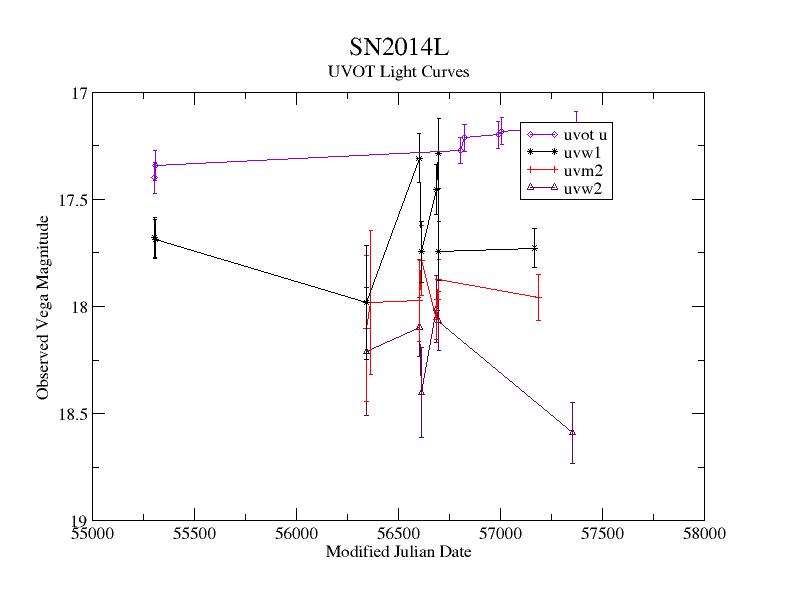 SN2014L
UVOT Light Curves
17
17.5
18
18.5
19
Observed Vega Magnitude
uvot u
uvw1
uvm2
uvw2
55000 55500 56000 56500 57000 57500 58000
Modified Julian Date